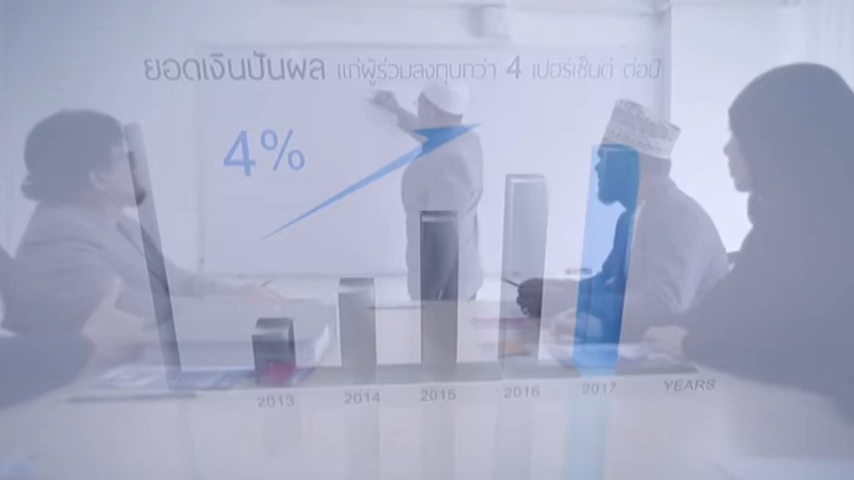 ยอดเงินปันผล แก่ผู้ร่วมลงทุนกว่า 4 เปอร์เซ็นต์ ต่อปี
4%
2013 2014 2015 2016 2017 YEARS